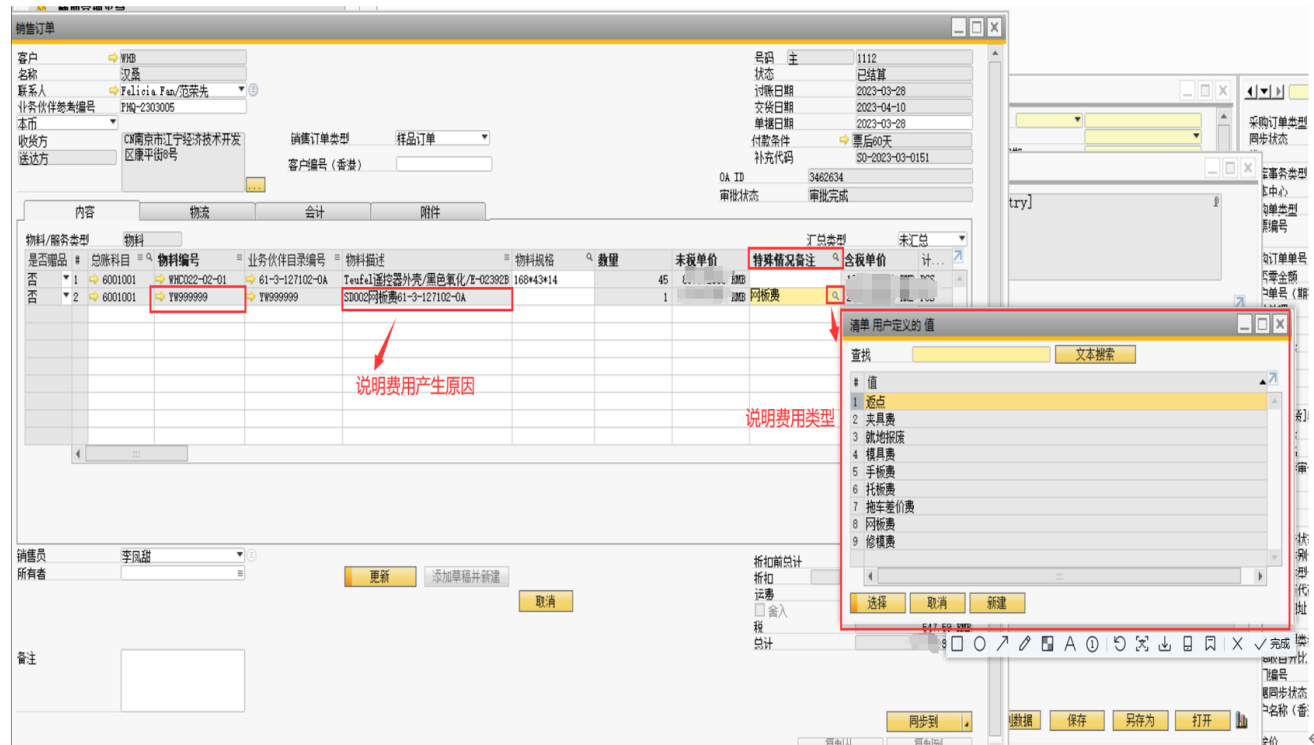 销售订单
客户 WHB
名称 汉桑
联系人 Felicia.Fan/范荣先
业务伙伴参考编号 PNQ-2303005
本币
收货方 CN南京市江宁经济技术开发
区康平街8号
送达方
销售订单类型 样品订单
客户编号（香港）
号码 主 1112
状态 已结算
过账日期 2023-03-28
交货日期 2023-04-10
单据日期 2023-03-28
付款条件 票后60天
补充代码 SO-2023-03-0151
OA ID 3462634
审批状态 审批完成
内容 物流 会计 附件
物料/服务类型 物料
汇总类型 未汇总
是否赠品 # 总账科目 物料编号 业务伙伴目录编号 物料描述 物料规格 数量 未税单价 特殊情况备注 含税单价 计...
否 1 6001001 WHC022-02-01 61-3-127102-0A Teufel遥控器外壳/黑色氧化/E-02392B 168*43*14 45 RMB
否 2 6001001 YW999999 YW999999 SD002网板费61-3-127102-0A 1 RMB 网板费
说明费用产生原因
说明费用类型
清单 用户定义的 值
查找 文本搜索
# 值
1 返点
2 夹具费
3 就地报废
4 模具费
5 手板费
6 托板费
7 拖车差价费
8 网板费
9 修模费
选择 取消 新建
销售员 李凤甜
所有者
更新 添加草稿并新建
取消
折扣前总计
折扣
运费
舍入
税
总计
备注
完成
同步到
保存 另存为 打开
采购订单类型
同步状态
try]